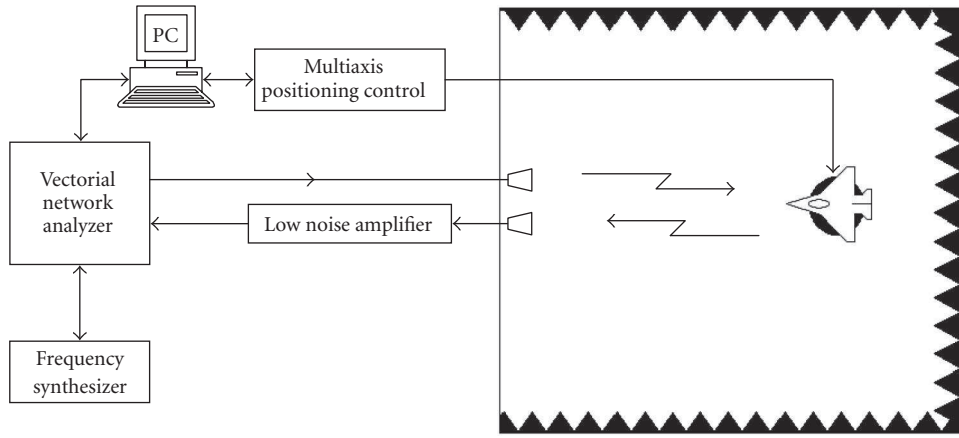 PC
Multiaxis
positioning control
Vectorial
network
analyzer
Low noise amplifier
Frequency
synthesizer